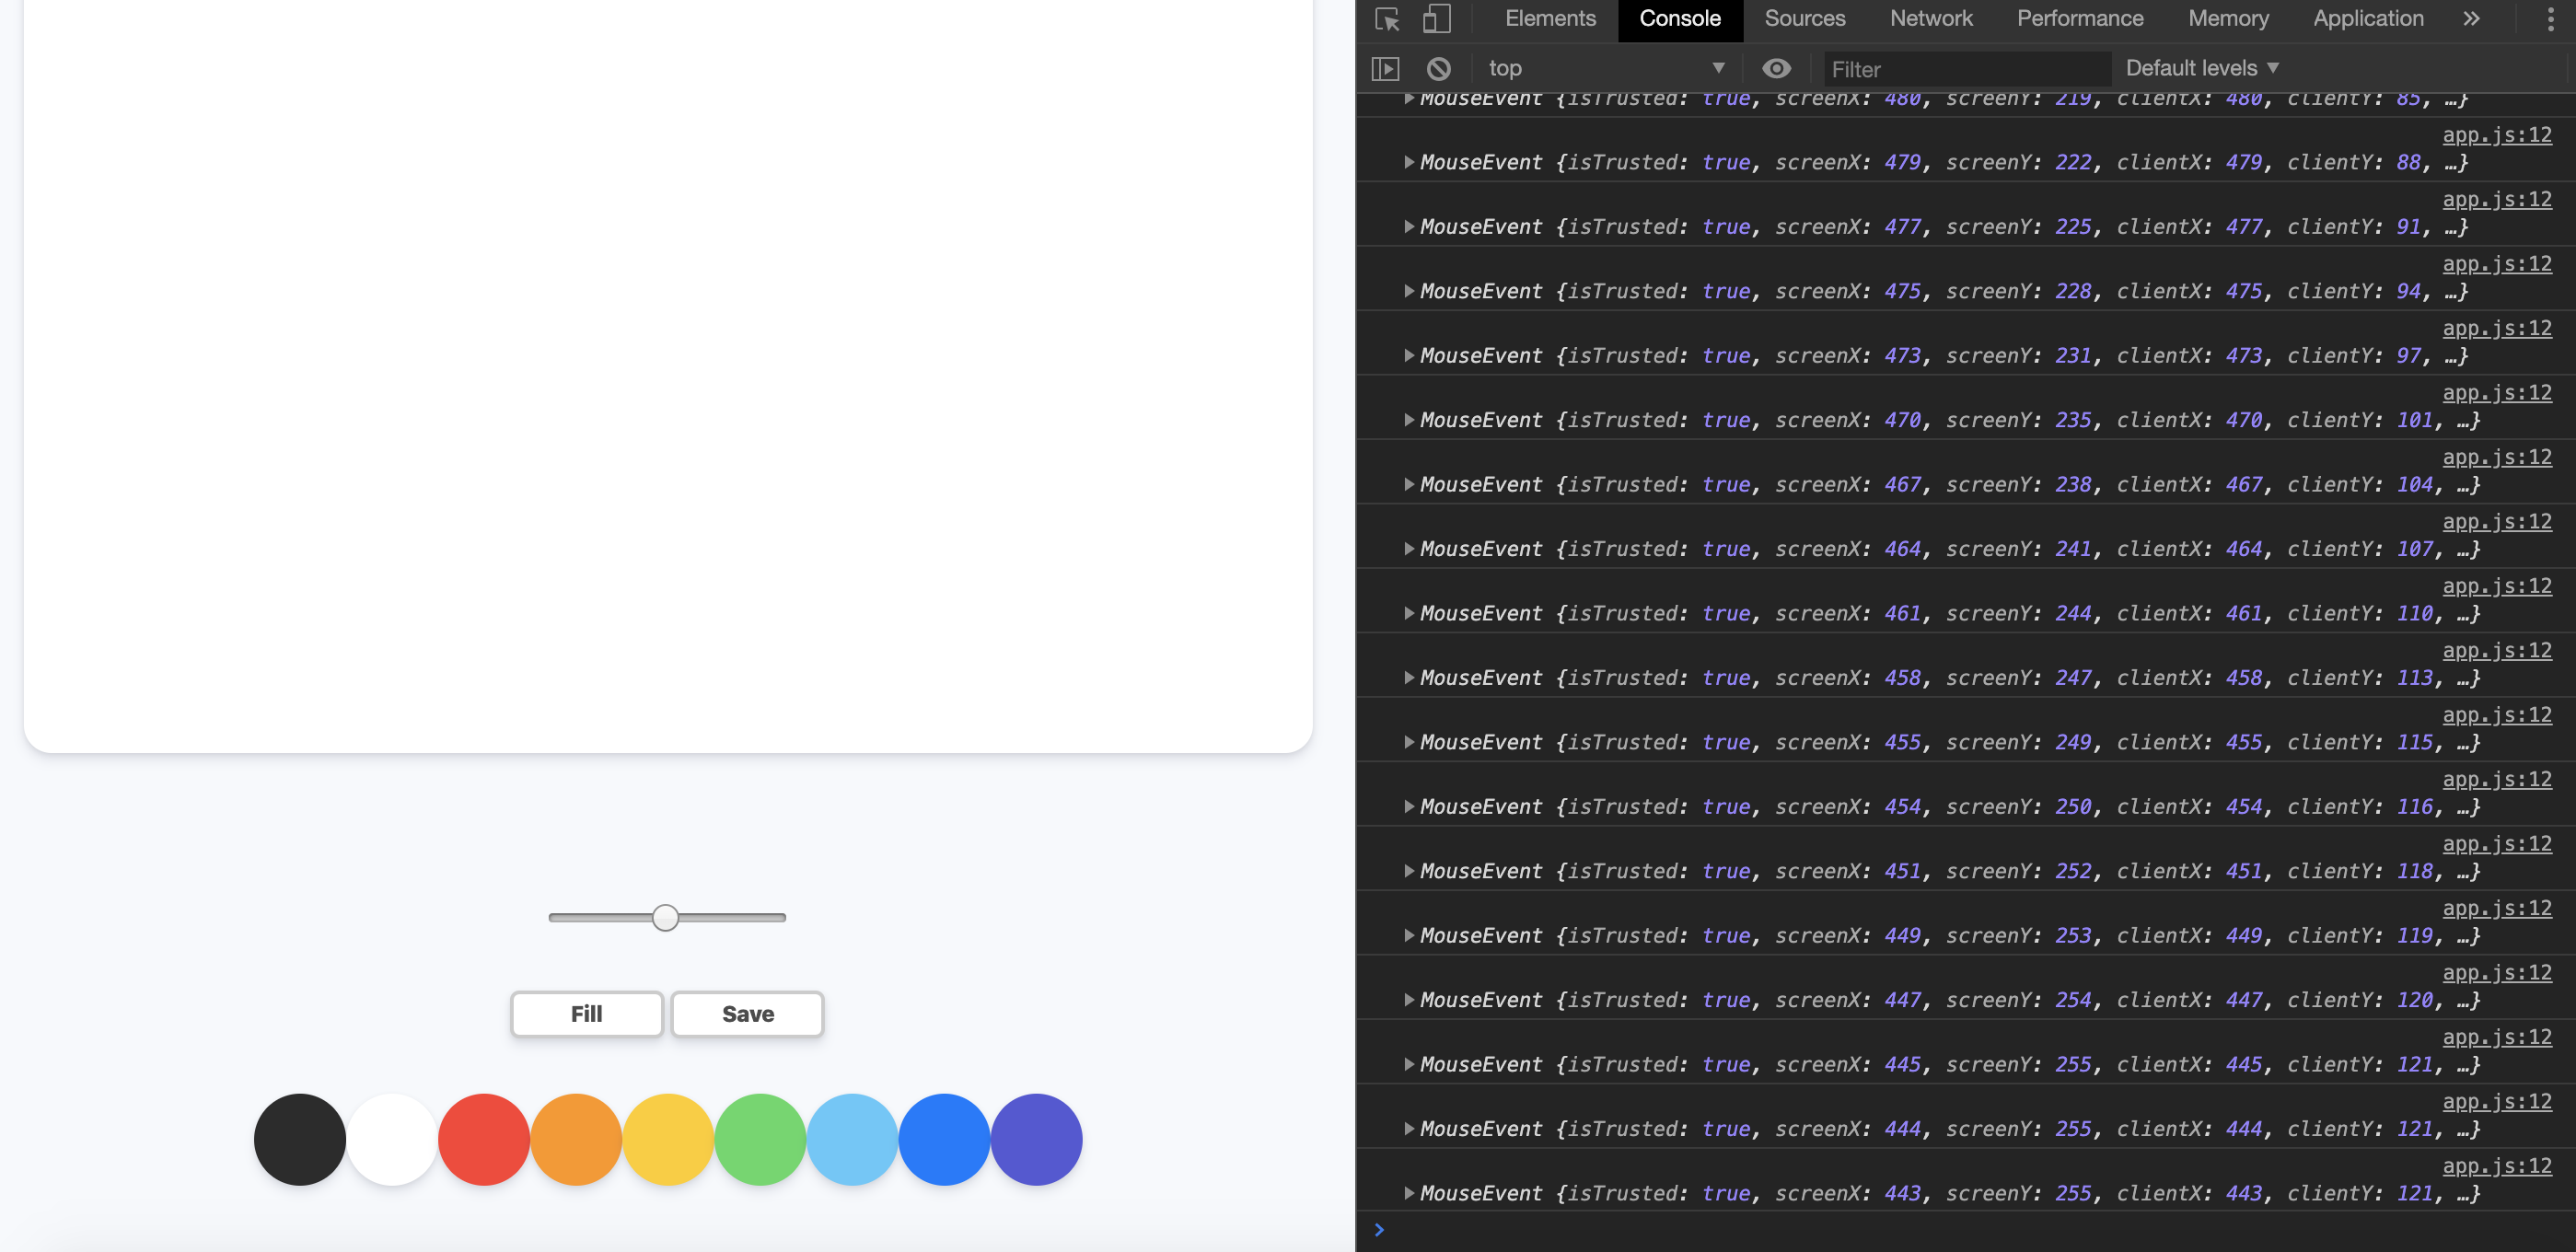 Elements Console Sources Network Performance Memory Application »
top ▼ Filter Default levels ▼
▶MouseEvent {isTrusted: true, screenX: 480, screenY: 219, clientX: 480, clientY: 85, …}
app.js:12
▶MouseEvent {isTrusted: true, screenX: 479, screenY: 222, clientX: 479, clientY: 88, …}
app.js:12
▶MouseEvent {isTrusted: true, screenX: 477, screenY: 225, clientX: 477, clientY: 91, …}
app.js:12
▶MouseEvent {isTrusted: true, screenX: 475, screenY: 228, clientX: 475, clientY: 94, …}
app.js:12
▶MouseEvent {isTrusted: true, screenX: 473, screenY: 231, clientX: 473, clientY: 97, …}
app.js:12
▶MouseEvent {isTrusted: true, screenX: 470, screenY: 235, clientX: 470, clientY: 101, …}
app.js:12
▶MouseEvent {isTrusted: true, screenX: 467, screenY: 238, clientX: 467, clientY: 104, …}
app.js:12
▶MouseEvent {isTrusted: true, screenX: 464, screenY: 241, clientX: 464, clientY: 107, …}
app.js:12
▶MouseEvent {isTrusted: true, screenX: 461, screenY: 244, clientX: 461, clientY: 110, …}
app.js:12
▶MouseEvent {isTrusted: true, screenX: 458, screenY: 247, clientX: 458, clientY: 113, …}
app.js:12
▶MouseEvent {isTrusted: true, screenX: 455, screenY: 249, clientX: 455, clientY: 115, …}
app.js:12
▶MouseEvent {isTrusted: true, screenX: 454, screenY: 250, clientX: 454, clientY: 116, …}
app.js:12
▶MouseEvent {isTrusted: true, screenX: 451, screenY: 252, clientX: 451, clientY: 118, …}
app.js:12
▶MouseEvent {isTrusted: true, screenX: 449, screenY: 253, clientX: 449, clientY: 119, …}
app.js:12
▶MouseEvent {isTrusted: true, screenX: 447, screenY: 254, clientX: 447, clientY: 120, …}
app.js:12
▶MouseEvent {isTrusted: true, screenX: 445, screenY: 255, clientX: 445, clientY: 121, …}
app.js:12
▶MouseEvent {isTrusted: true, screenX: 444, screenY: 255, clientX: 444, clientY: 121, …}
app.js:12
▶MouseEvent {isTrusted: true, screenX: 443, screenY: 255, clientX: 443, clientY: 121, …}
>
Fill Save